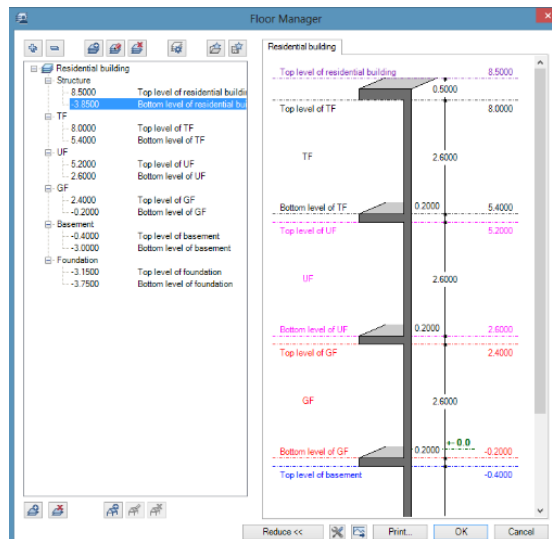 Floor Manager
Residential building
Structure
8.5000 Top level of residential buildi
-3.8500 Bottom level of residential bui
TF
8.0000 Top level of TF
5.4000 Bottom level of TF
UF
5.2000 Top level of UF
2.6000 Bottom level of UF
GF
2.4000 Top level of GF
-0.2000 Bottom level of GF
Basement
-0.4000 Top level of basement
-3.0000 Bottom level of basement
Foundation
-3.1500 Top level of foundation
-3.7500 Bottom level of foundation
Residential building
Top level of residential building 8.5000
0.5000
Top level of TF 8.0000
TF 2.6000
Bottom level of TF 0.2000 5.4000
Top level of UF 5.2000
UF 2.6000
Bottom level of UF 0.2000 2.6000
Top level of GF 2.4000
GF 2.6000
0.0
Bottom level of GF 0.2000 -0.2000
Top level of basement -0.4000
Reduce << Print... OK Cancel